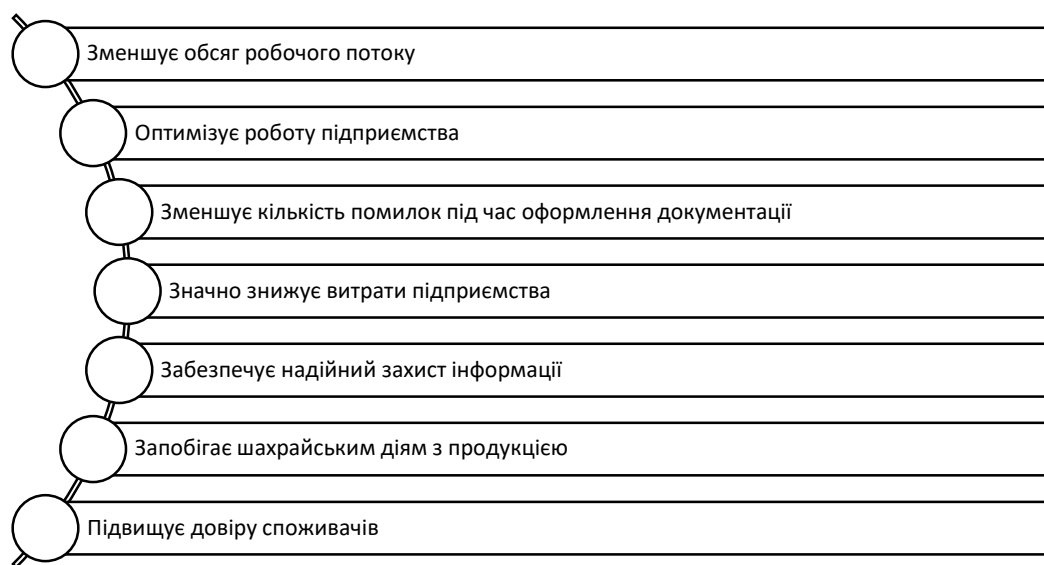 Зменшує обсяг робочого потоку
Оптимізує роботу підприємства
Зменшує кількість помилок під час оформлення документації
Значно знижує витрати підприємства
Забезпечує надійний захист інформації
Запобігає шахрайським діям з продукцією
Підвищує довіру споживачів